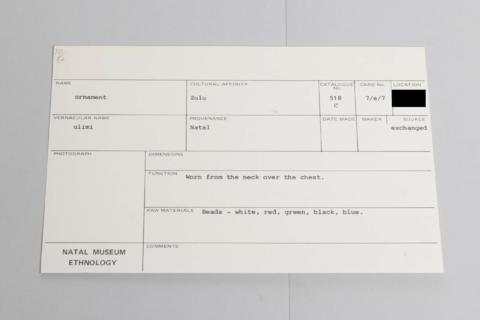 NAME
ornament
CULTURAL AFFINITY
Zulu
CATALOGUE No.
518
c
CARD No.
7/e/7
LOCATION
VERNACULAR NAME
ulimi
PROVENANCE
Natal
DATE MADE
MAKER
SOURCE
exchanged
PHOTOGRAPH
DIMENSIONS
FUNCTION Worn from the neck over the chest.
RAW MATERIALS Beads - white, red, green, black, blue.
COMMENTS
NATAL MUSEUM
ETHNOLOGY